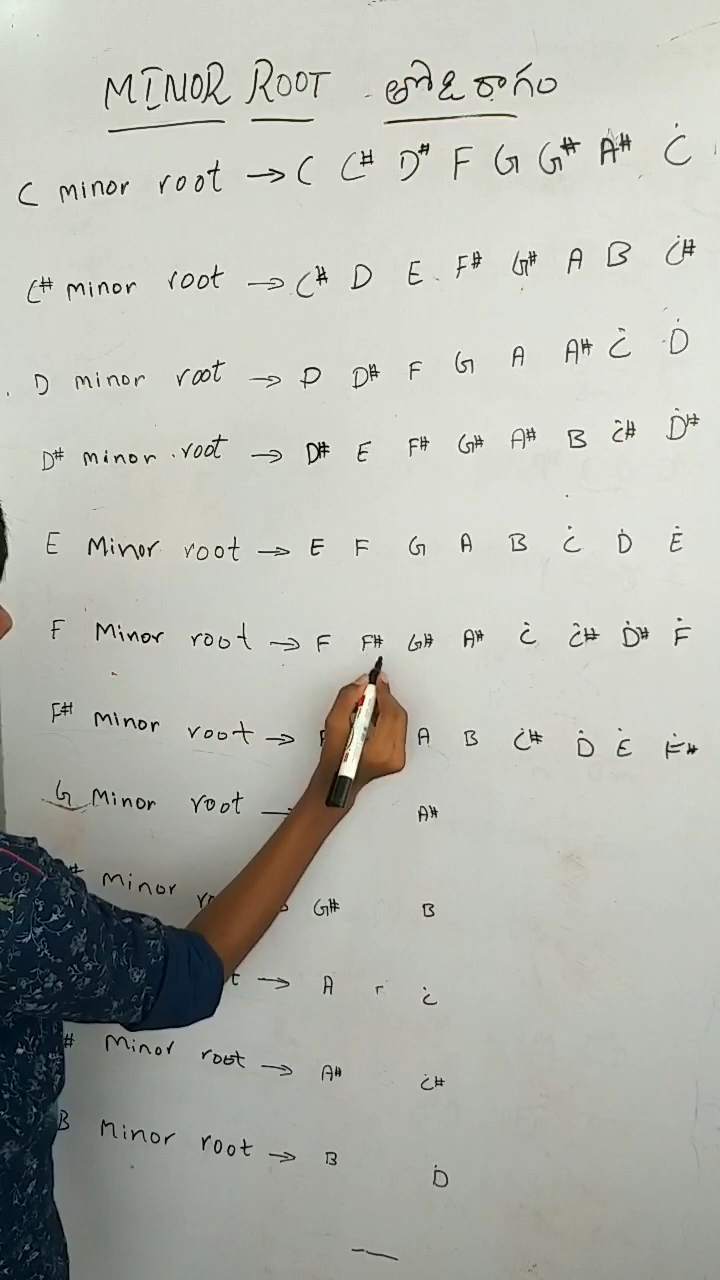 MINOR ROOT తోడి రాగం
C minor root → C C# D# F G G# A# Ċ
C# minor root → C# D E F# G# A B Ċ#
D minor root → D D# F G A A# Ċ Ḋ
D# minor root → D# E F# G# A# B Ċ# Ḋ#
E Minor root → E F G A B Ċ Ḋ Ė
F Minor root → F F# G# A# Ċ Ċ# Ḋ# Ḟ
F# minor root → A B Ċ# Ḋ Ė Ḟ#
G Minor root → A#
# Minor G# B
→ A Ċ
# Minor root → A# Ċ#
B Minor root → B Ḋ